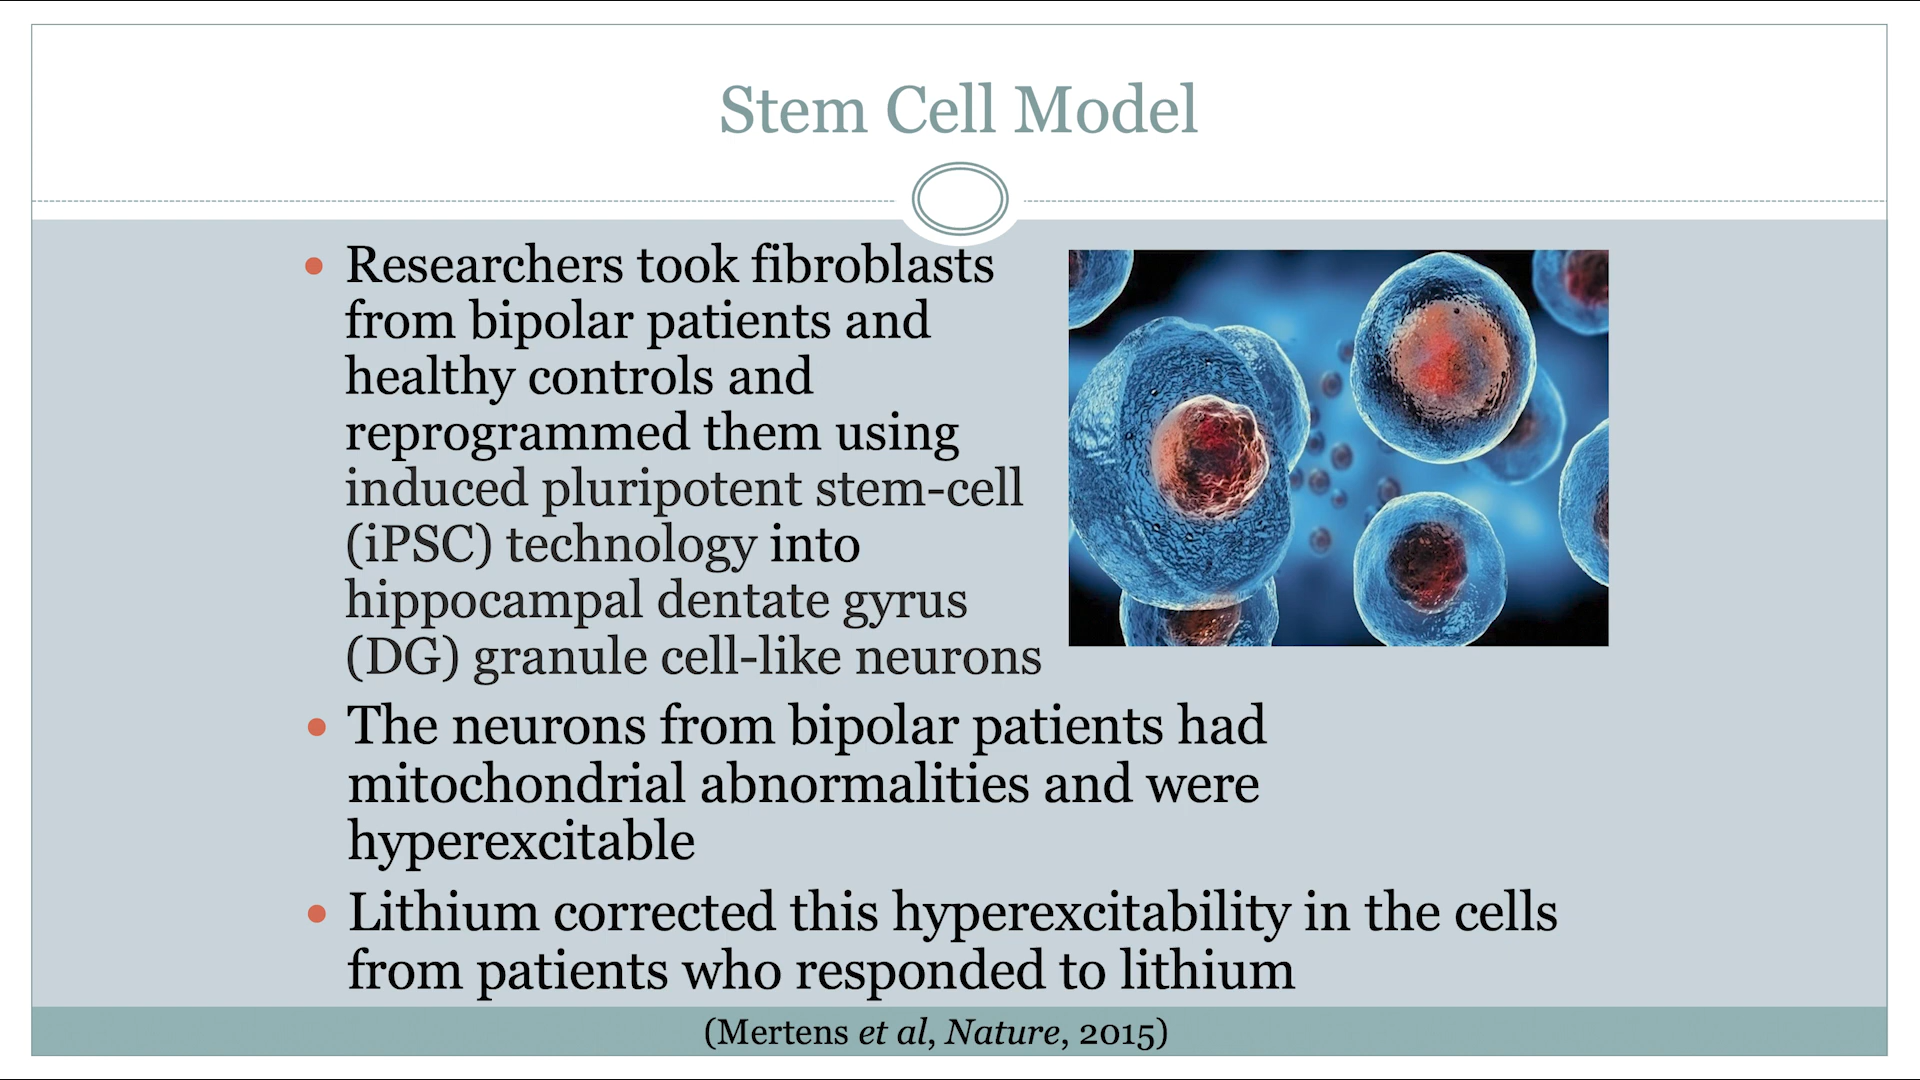 Stem Cell Model
• Researchers took fibroblasts
from bipolar patients and
healthy controls and
reprogrammed them using
induced pluripotent stem-cell
(iPSC) technology into
hippocampal dentate gyrus
(DG) granule cell-like neurons
• The neurons from bipolar patients had
mitochondrial abnormalities and were
hyperexcitable
• Lithium corrected this hyperexcitability in the cells
from patients who responded to lithium
(Mertens et al, Nature, 2015)